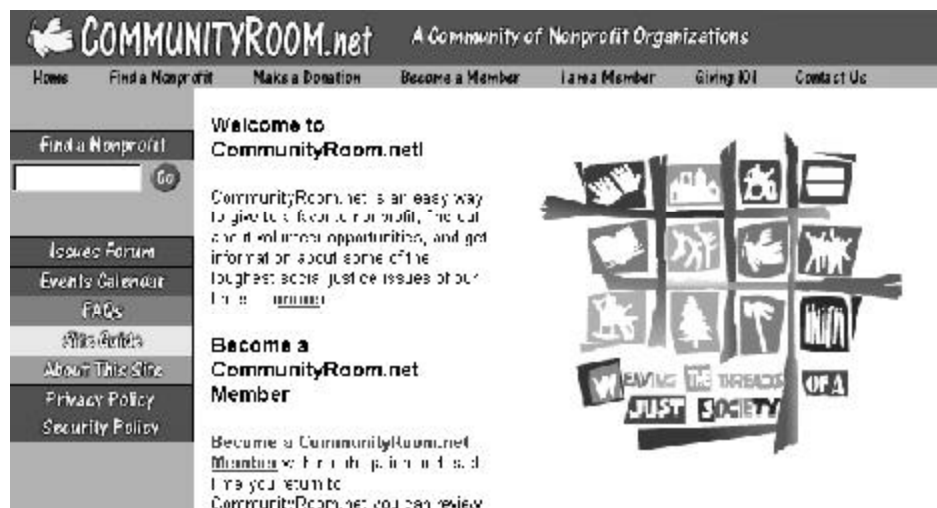 COMMUNITYROOM.net A Community of Nonprofit Organizations
Home Find a Nonprofit Make a Donation Become a Member I am a Member Giving 101 Contact Us
Find a Nonprofit
Go
Issues Forum
Events Calendar
FAQs
Site Guide
About This Site
Privacy Policy
Security Policy
Welcome to
CommunityRoom.net!
CommunityRoom.net is an easy way
to give to a favorite nonprofit, find out
about volunteer opportunities, and get
information about some of the
toughest social justice issues of our
Become a
CommunityRoom.net
Member
Become a CommunityRoom.net
Member
time you return to
CommunityRoom.net you can review
WEAVING THE THREADS OF A
JUST SOCIETY